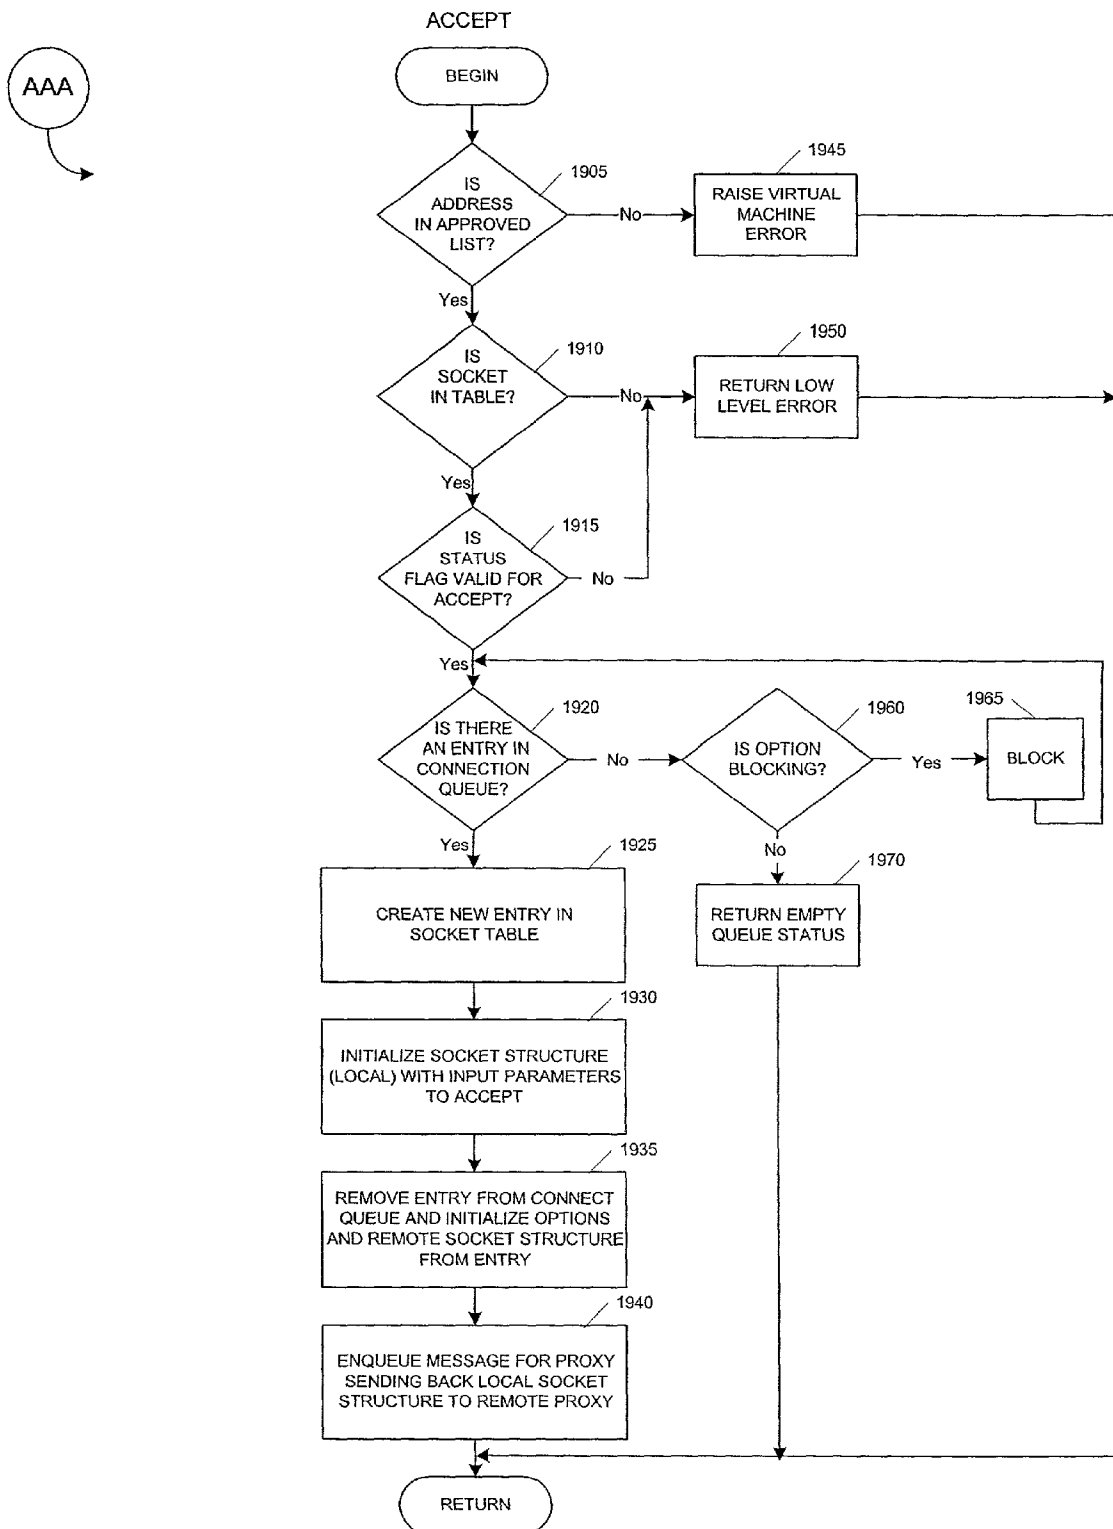 ACCEPT
AAA
BEGIN
1905
IS
ADDRESS
IN APPROVED
LIST?
No
1945
RAISE VIRTUAL
MACHINE
ERROR
Yes
1910
IS
SOCKET
IN TABLE?
No
1950
RETURN LOW
LEVEL ERROR
Yes
1915
IS
STATUS
FLAG VALID FOR
ACCEPT?
No
Yes
1920
IS THERE
AN ENTRY IN
CONNECTION
QUEUE?
No
1960
IS OPTION
BLOCKING?
Yes
1965
BLOCK
Yes
No
1925
CREATE NEW ENTRY IN
SOCKET TABLE
1970
RETURN EMPTY
QUEUE STATUS
1930
INITIALIZE SOCKET STRUCTURE
(LOCAL) WITH INPUT PARAMETERS
TO ACCEPT
1935
REMOVE ENTRY FROM CONNECT
QUEUE AND INITIALIZE OPTIONS
AND REMOTE SOCKET STRUCTURE
FROM ENTRY
1940
ENQUEUE MESSAGE FOR PROXY
SENDING BACK LOCAL SOCKET
STRUCTURE TO REMOTE PROXY
RETURN